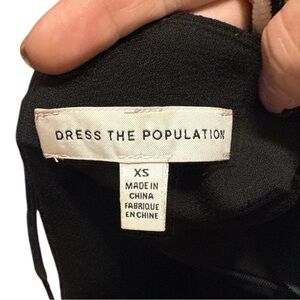 DRESS THE POPULATION
XS
MADE IN
CHINA
FABRIQUE
EN CHINE